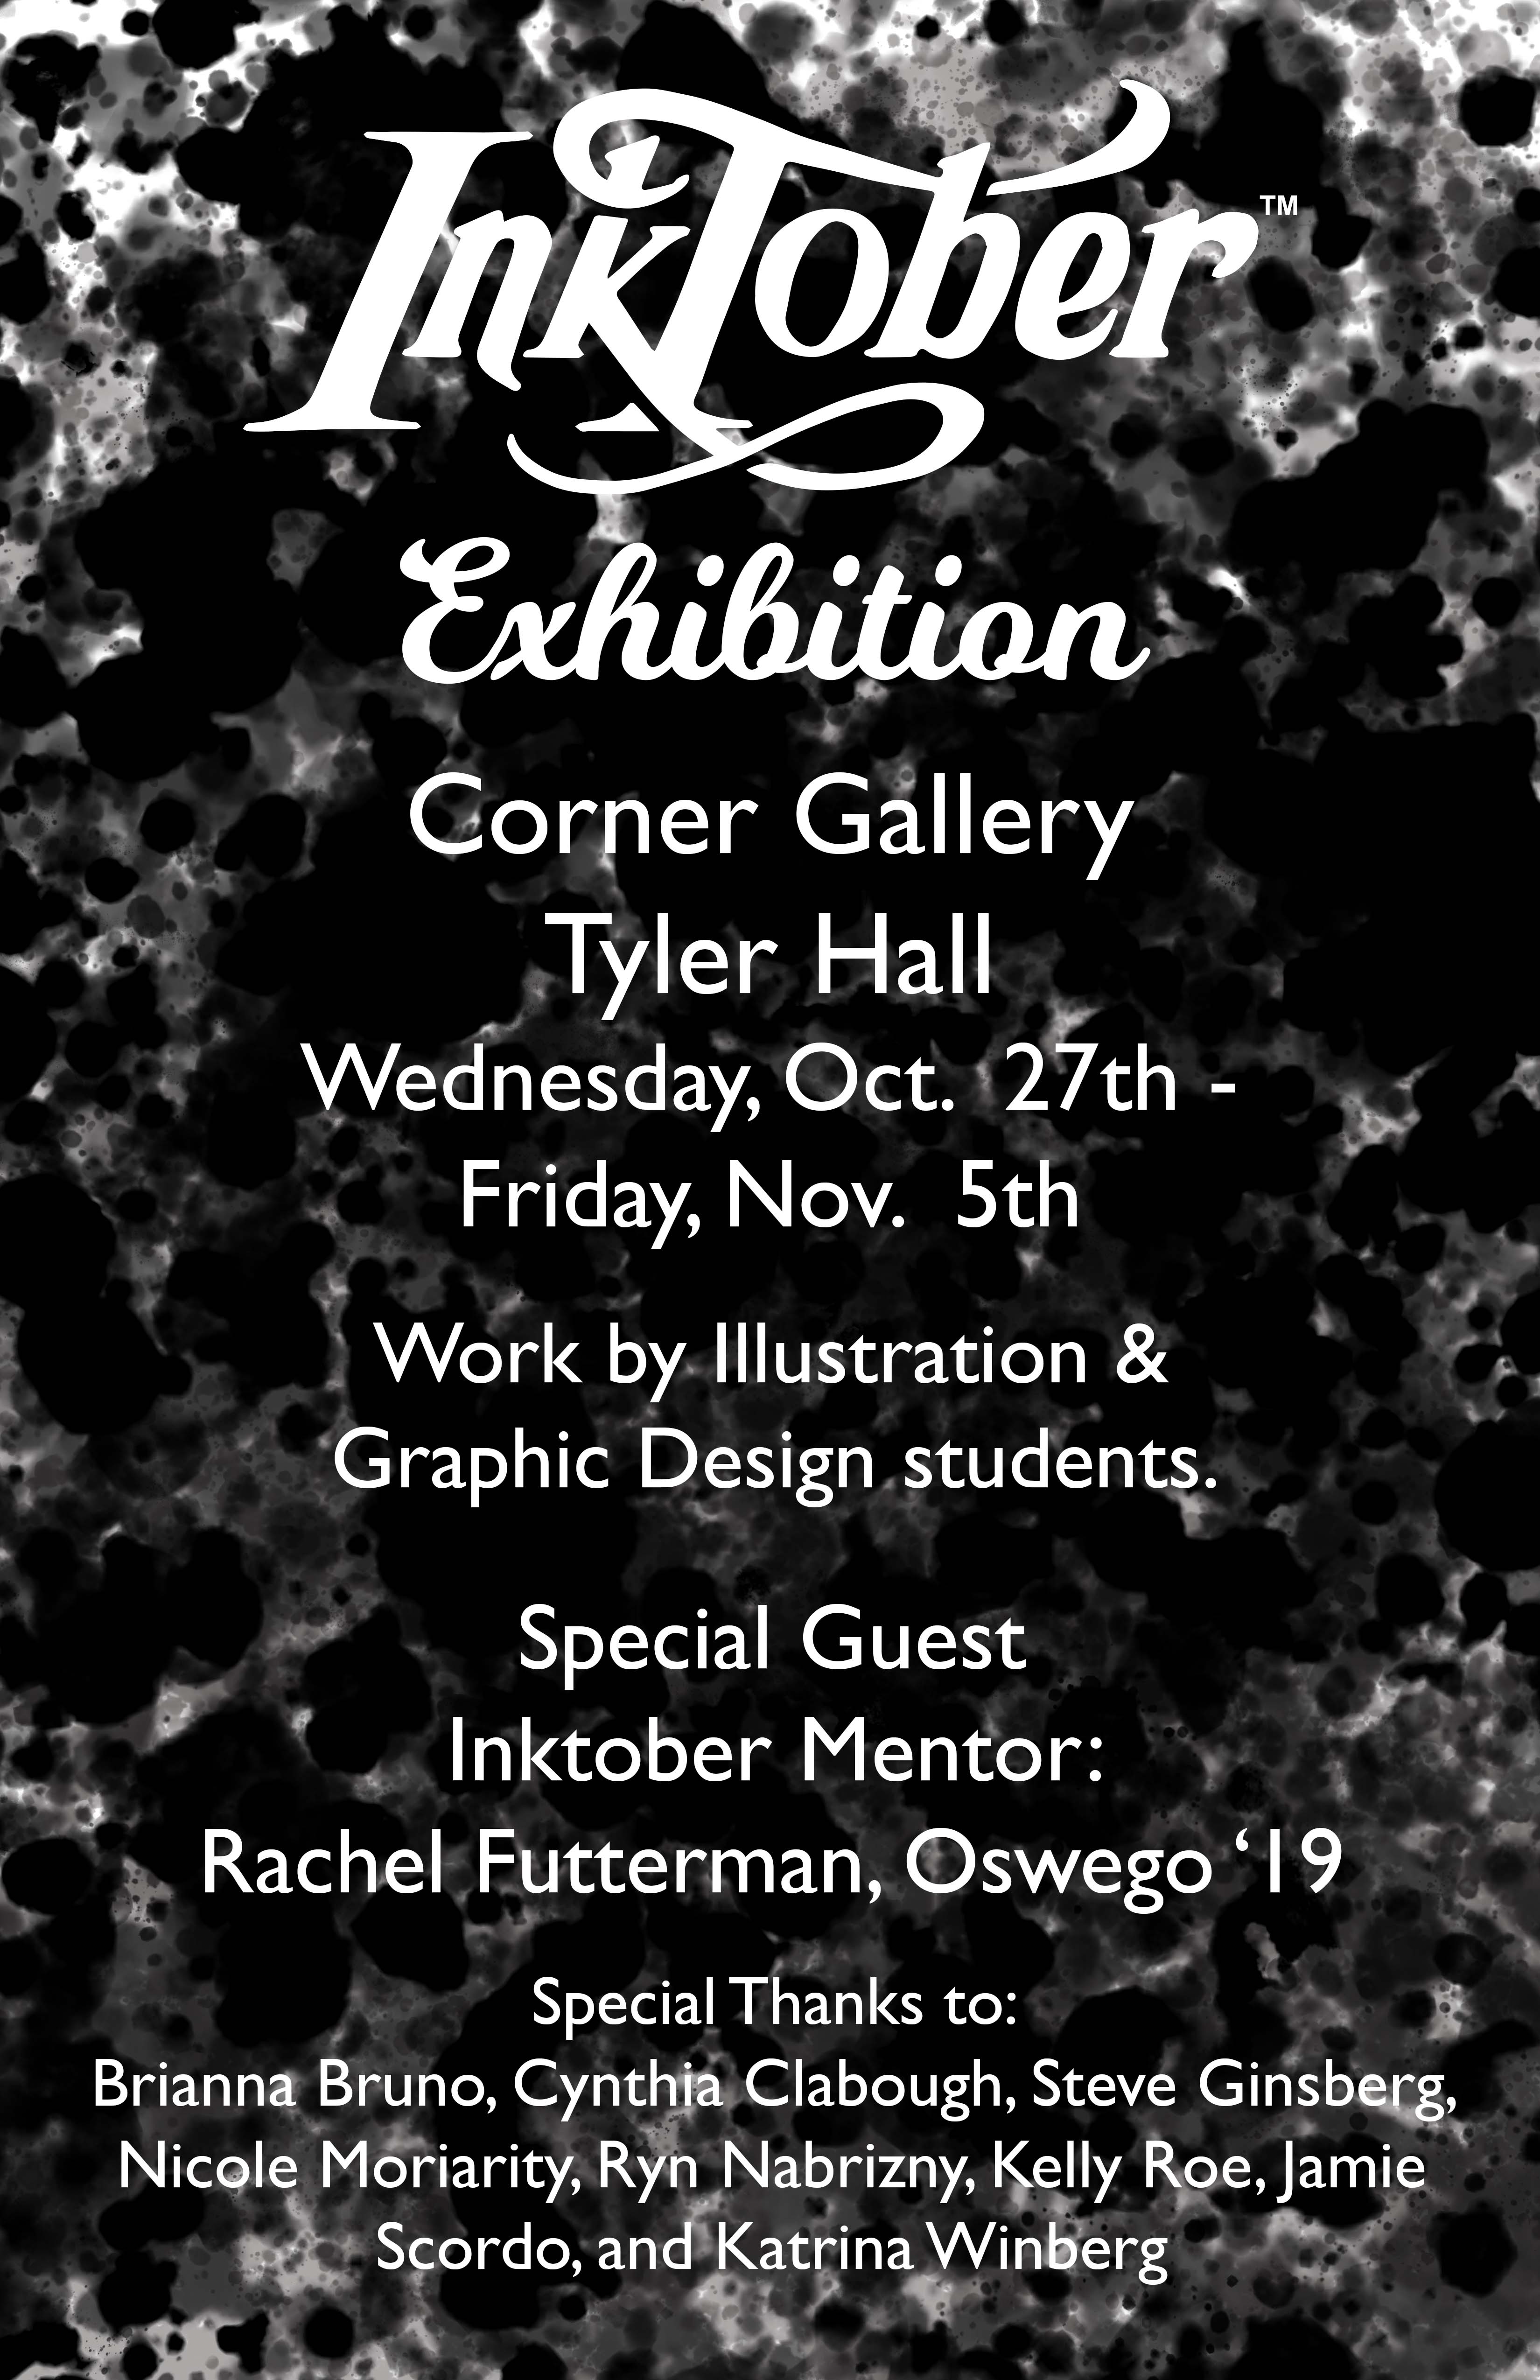 InkTober™
Exhibition
Corner Gallery
Tyler Hall
Wednesday, Oct. 27th -
Friday, Nov. 5th
Work by Illustration &
Graphic Design students.
Special Guest
Inktober Mentor:
Rachel Futterman, Oswego ‘19
Special Thanks to:
Brianna Bruno, Cynthia Clabough, Steve Ginsberg,
Nicole Moriarity, Ryn Nabrizny, Kelly Roe, Jamie
Scordo, and Katrina Winberg